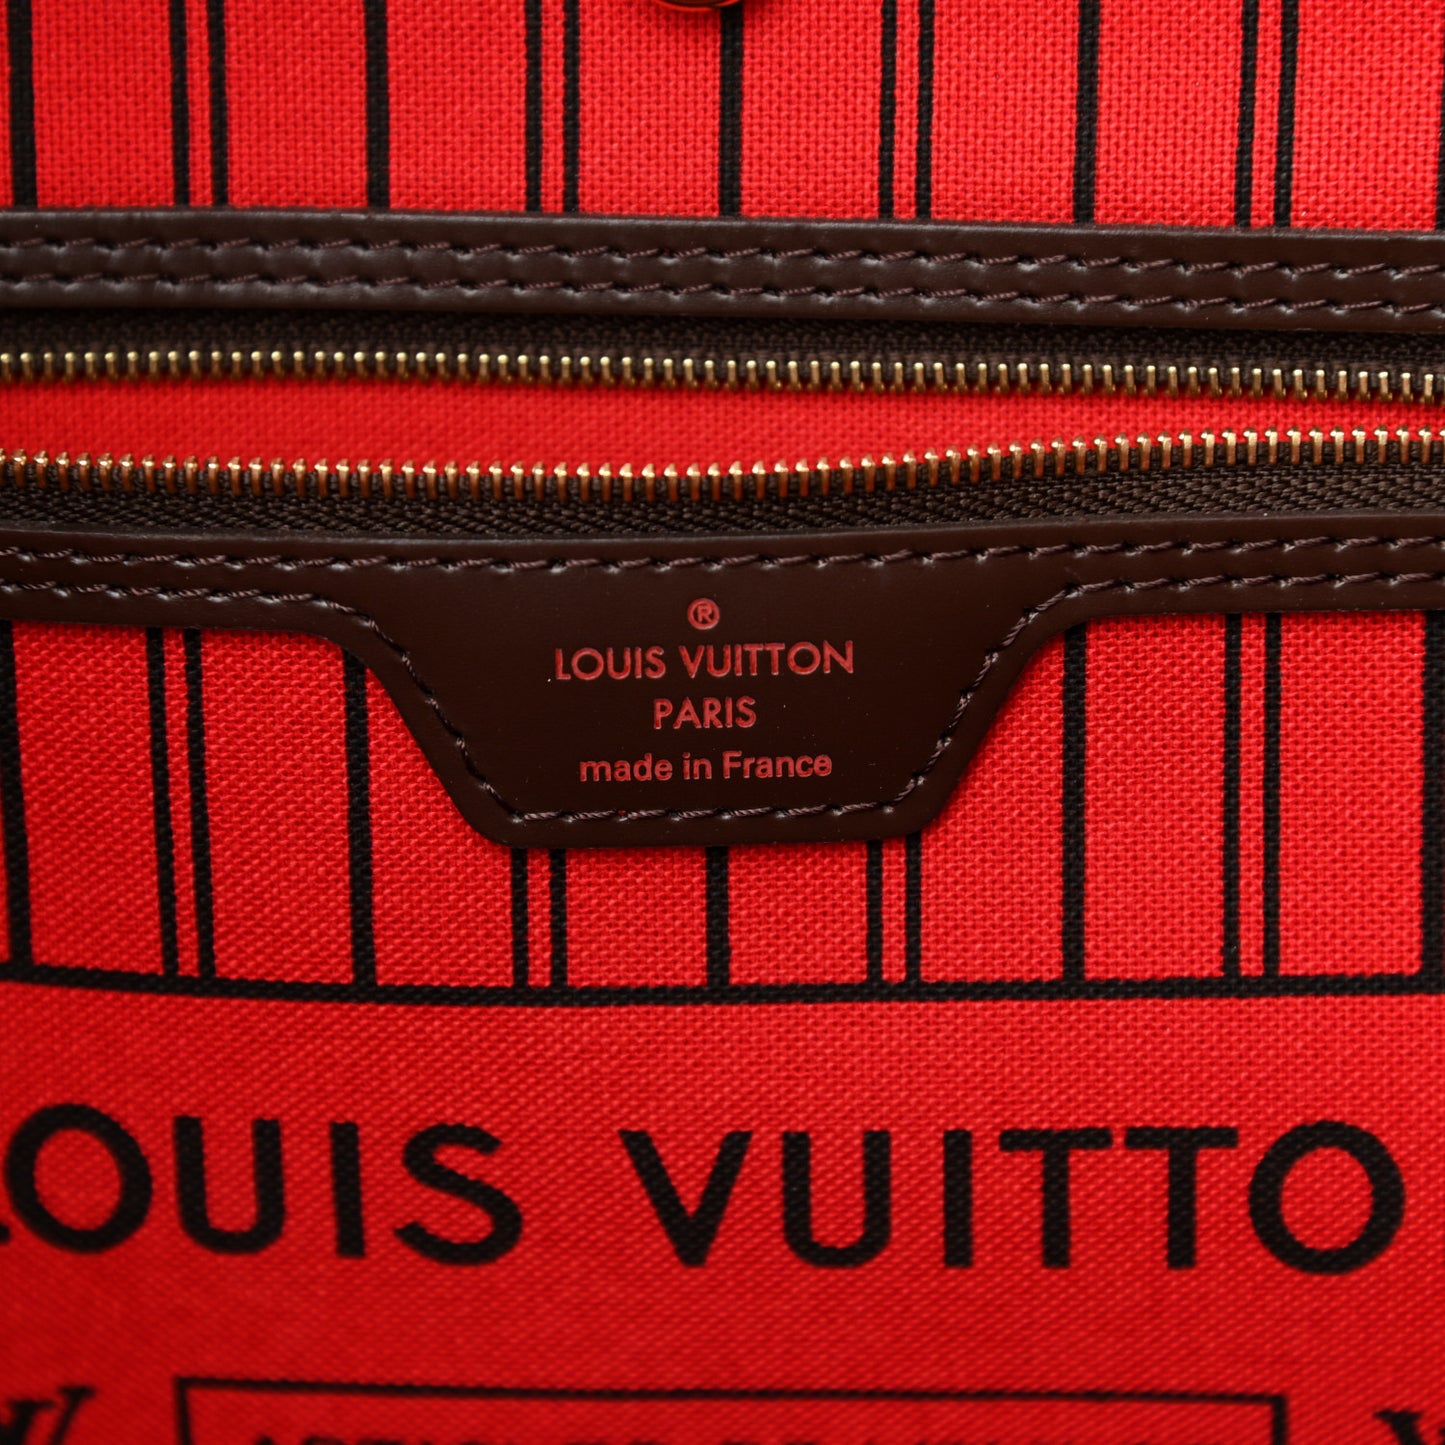 ®
LOUIS VUITTON
PARIS
made in France
LOUIS VUITTO